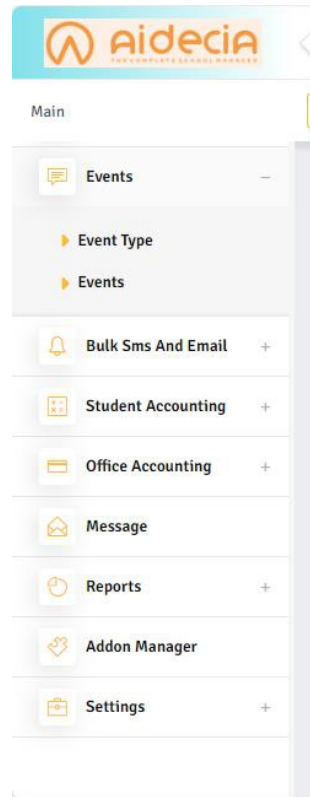 Aidecia
THE COMPLETE SCHOOL MANAGER
Main
Events
Event Type
Events
Bulk Sms And Email
Student Accounting
Office Accounting
Message
Reports
Addon Manager
Settings